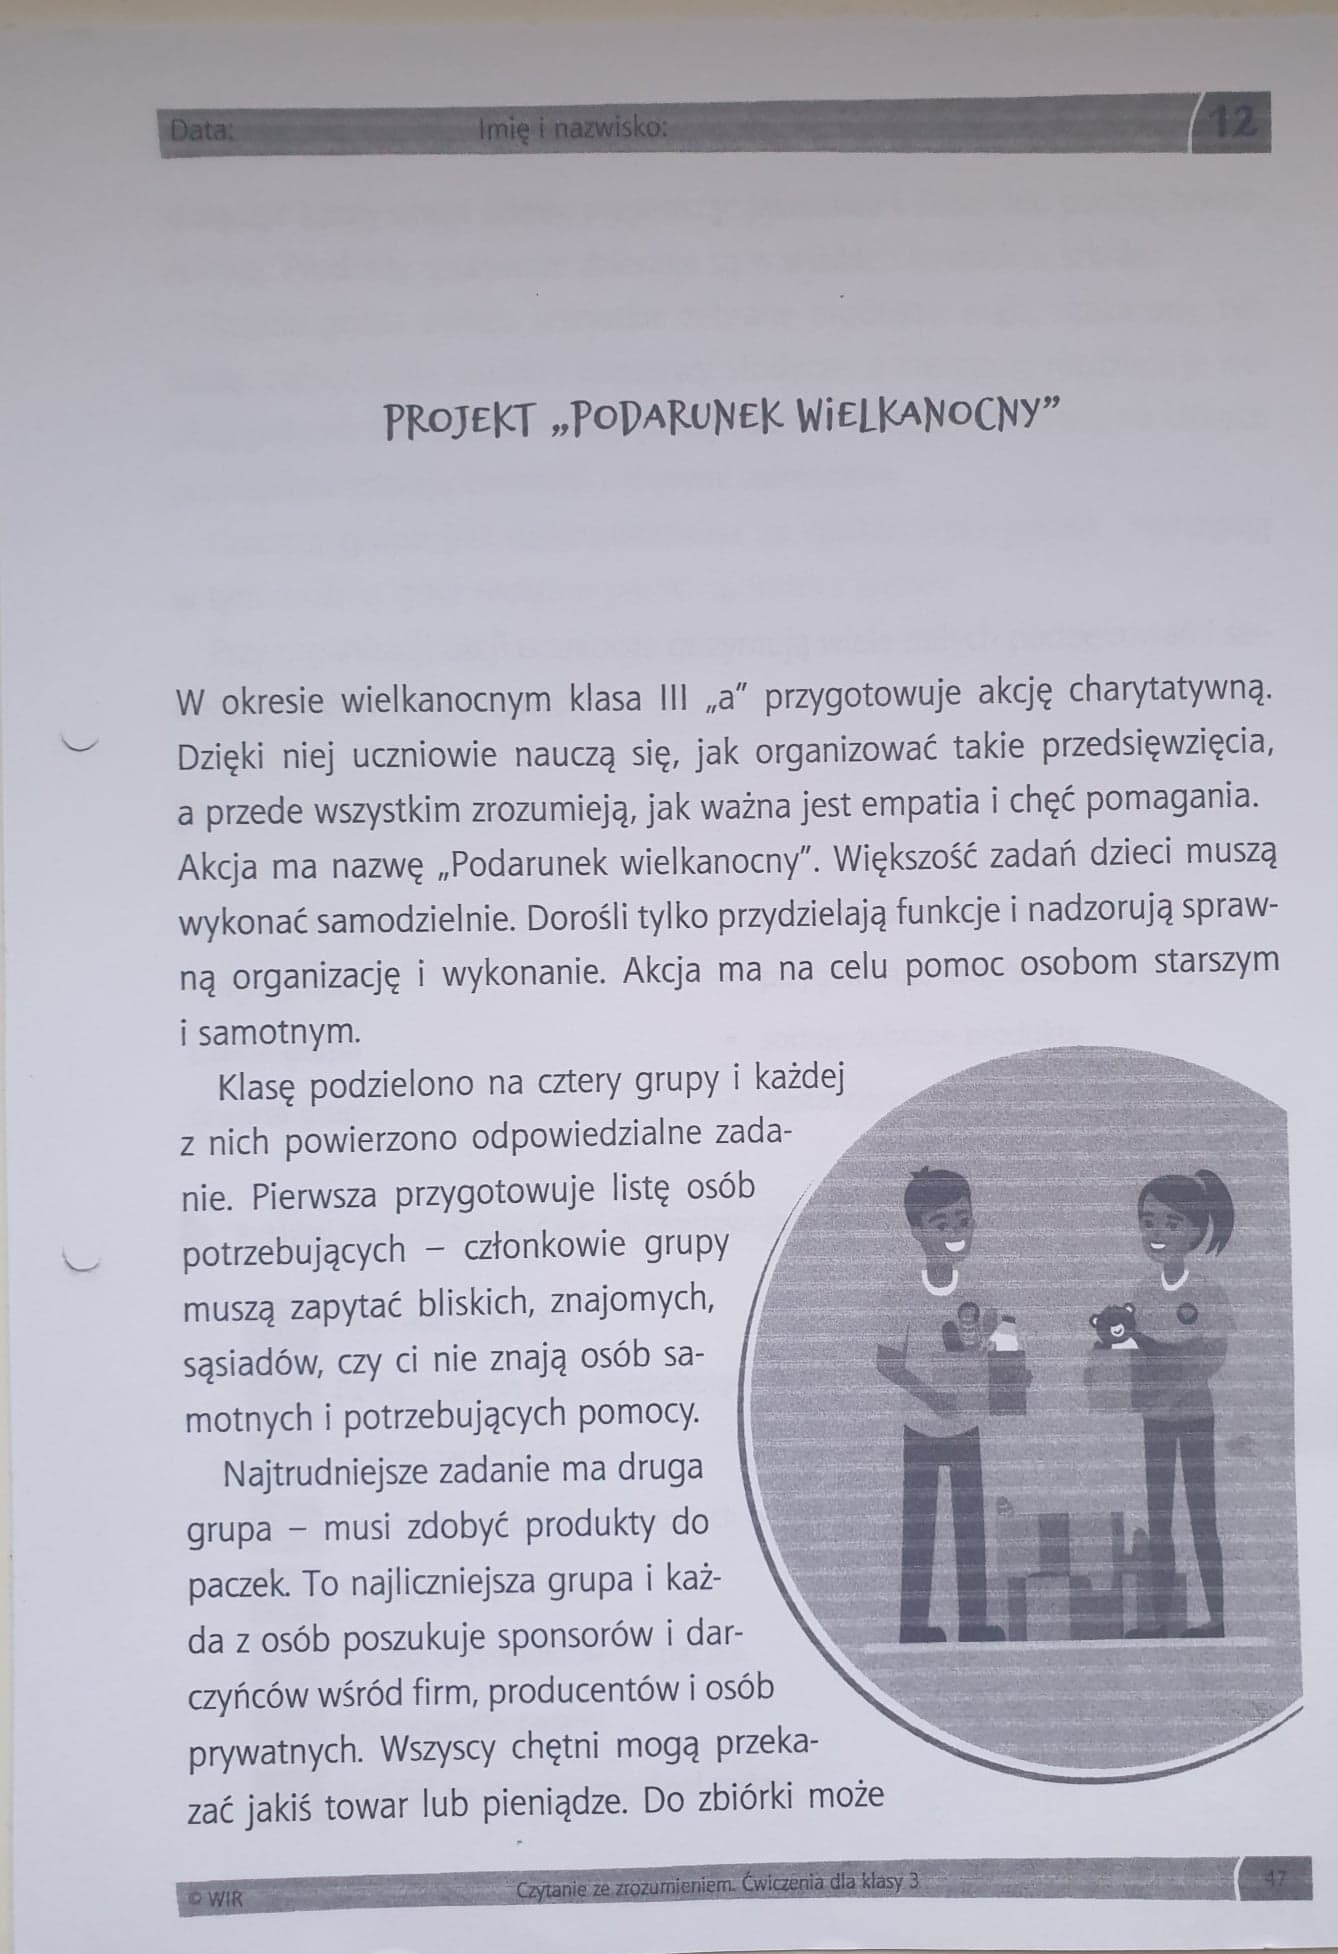 Data: Imię i nazwisko: 12
PROJEKT „PODARUNEK WiELKANOCNY”
W okresie wielkanocnym klasa III „a” przygotowuje akcję charytatywną.
Dzięki niej uczniowie nauczą się, jak organizować takie przedsięwzięcia,
a przede wszystkim zrozumieją, jak ważna jest empatia i chęć pomagania.
Akcja ma nazwę „Podarunek wielkanocny”. Większość zadań dzieci muszą
wykonać samodzielnie. Dorośli tylko przydzielają funkcje i nadzorują spraw-
ną organizację i wykonanie. Akcja ma na celu pomoc osobom starszym
i samotnym.
Klasę podzielono na cztery grupy i każdej
z nich powierzono odpowiedzialne zada-
nie. Pierwsza przygotowuje listę osób
potrzebujących – członkowie grupy
muszą zapytać bliskich, znajomych,
sąsiadów, czy ci nie znają osób sa-
motnych i potrzebujących pomocy.
Najtrudniejsze zadanie ma druga
grupa – musi zdobyć produkty do
paczek. To najliczniejsza grupa i każ-
da z osób poszukuje sponsorów i dar-
czyńców wśród firm, producentów i osób
prywatnych. Wszyscy chętni mogą przeka-
zać jakiś towar lub pieniądze. Do zbiórki może
© WIR Czytanie ze zrozumieniem. Ćwiczenia dla klasy 3 47